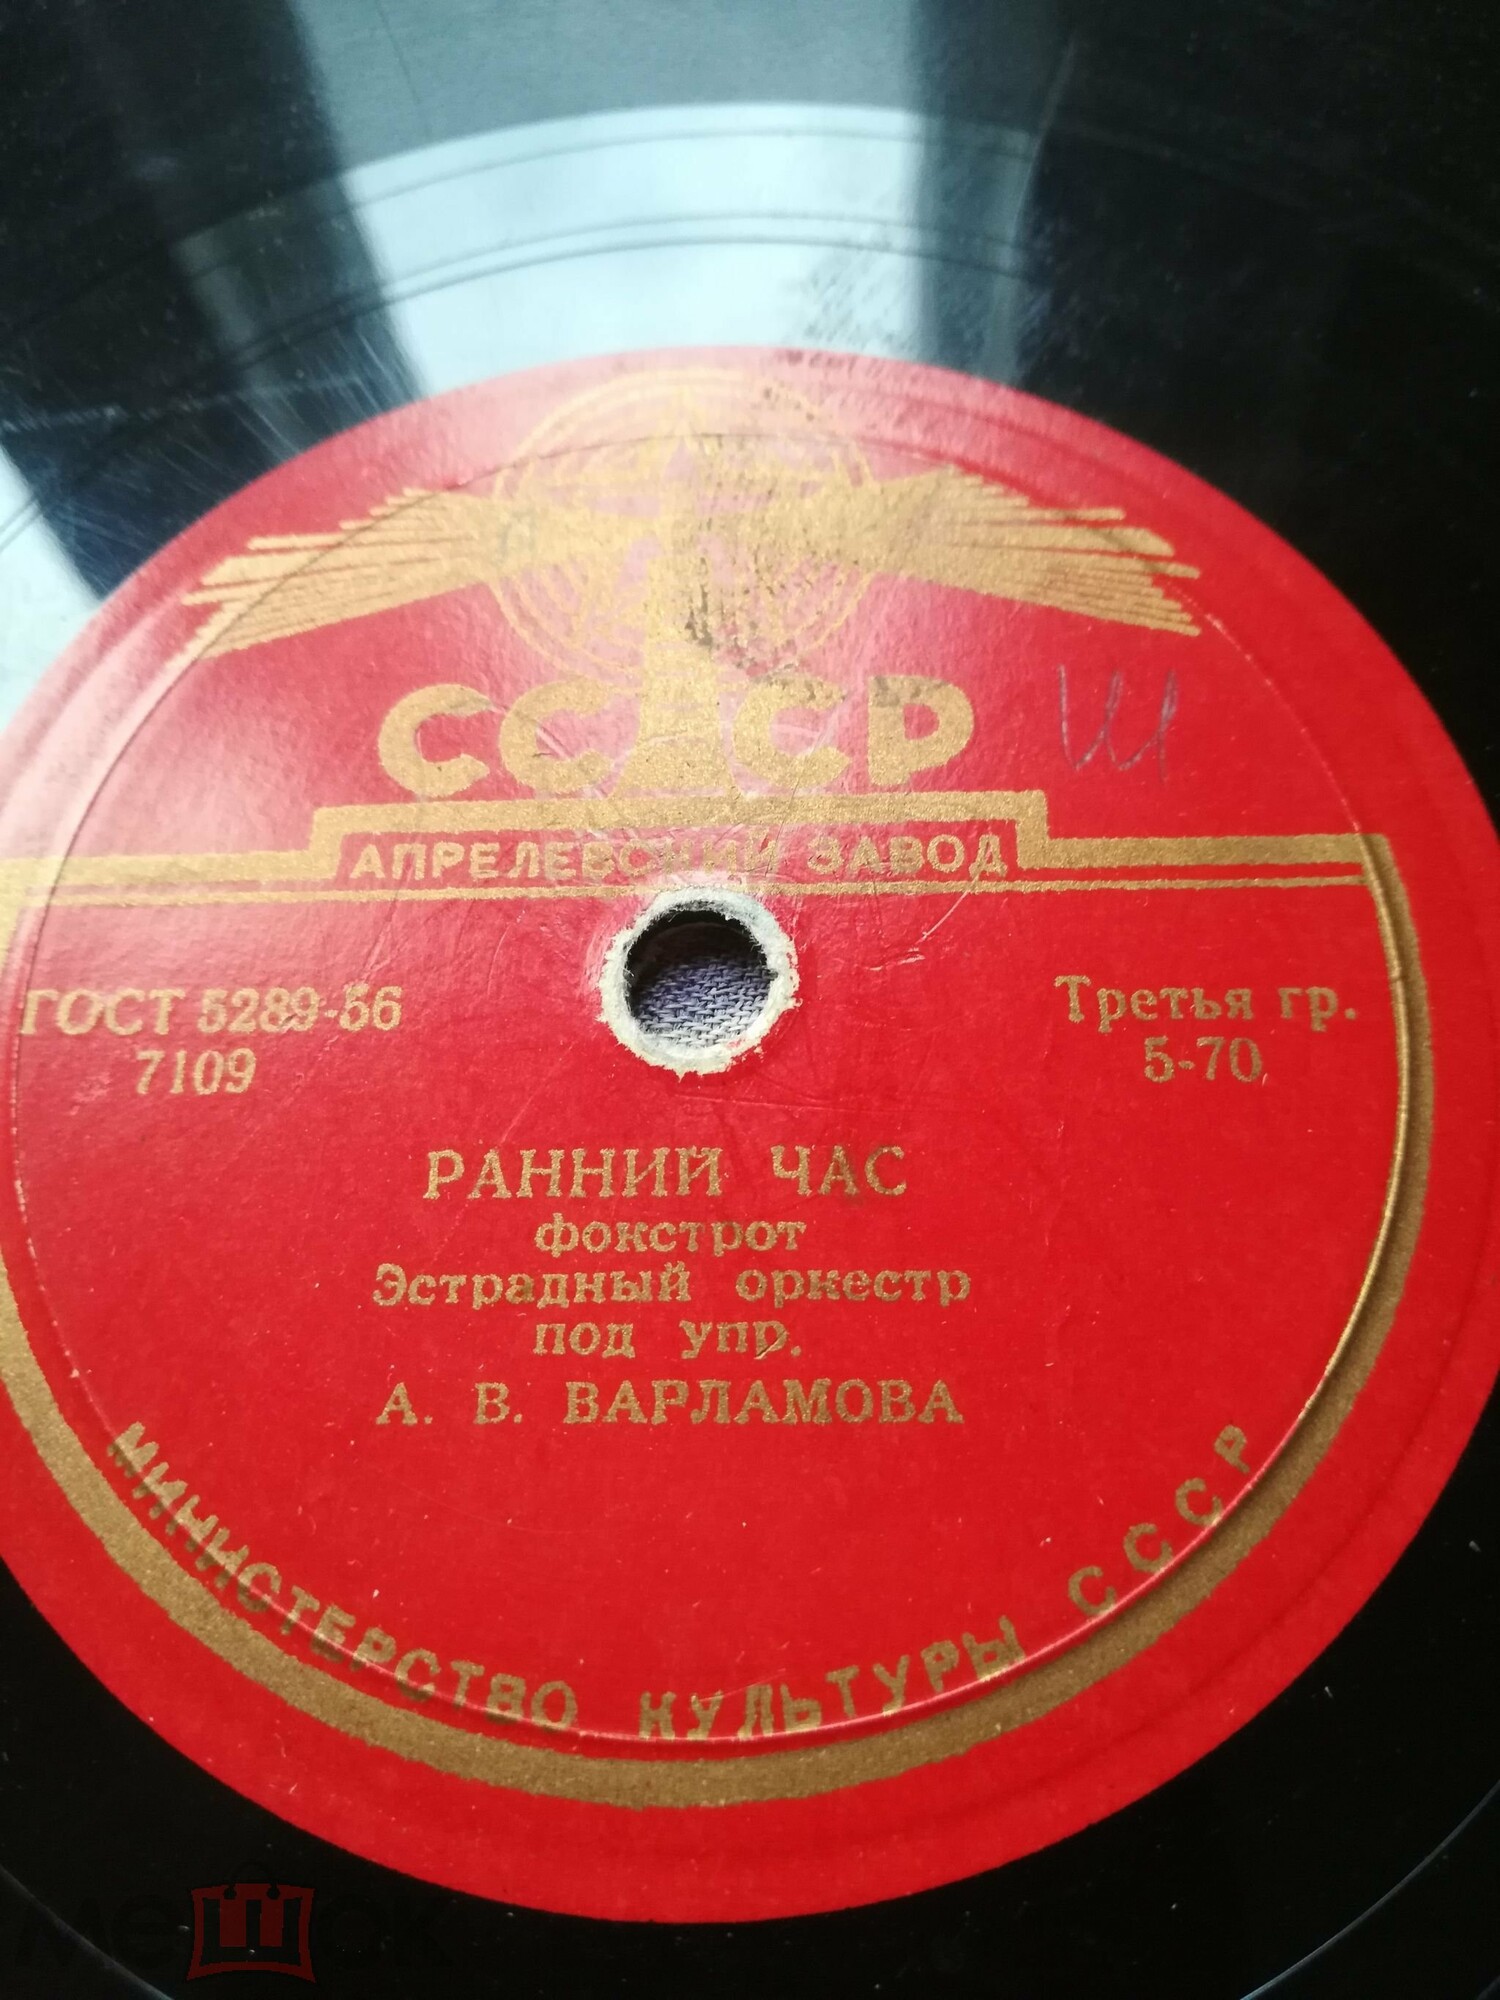 СССР
АПРЕЛЕВСКИЙ ЗАВОД
ГОСТ 5289-56
7109
Третья гр.
5-70
РАННИЙ ЧАС
фокстрот
Эстрадный оркестр
под упр.
А. В. ВАРЛАМОВА
МИНИСТЕРСТВО КУЛЬТУРЫ СССР
мешок